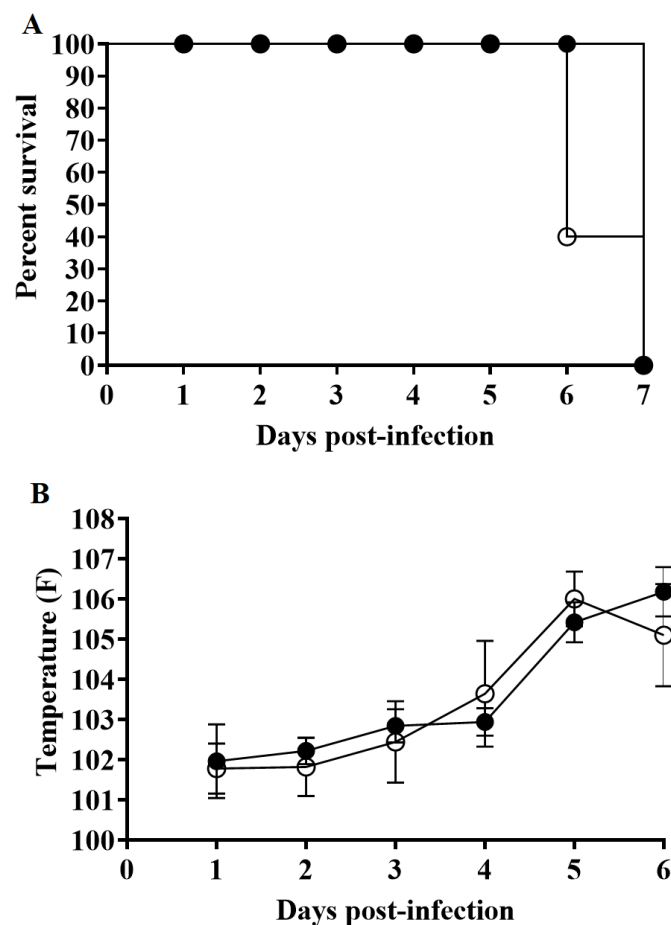 A
Percent survival
100
90
80
70
60
50
40
30
20
10
0
0 1 2 3 4 5 6 7
Days post-infection
B
Temperature (F)
108
107
106
105
104
103
102
101
100
0 1 2 3 4 5 6
Days post-infection